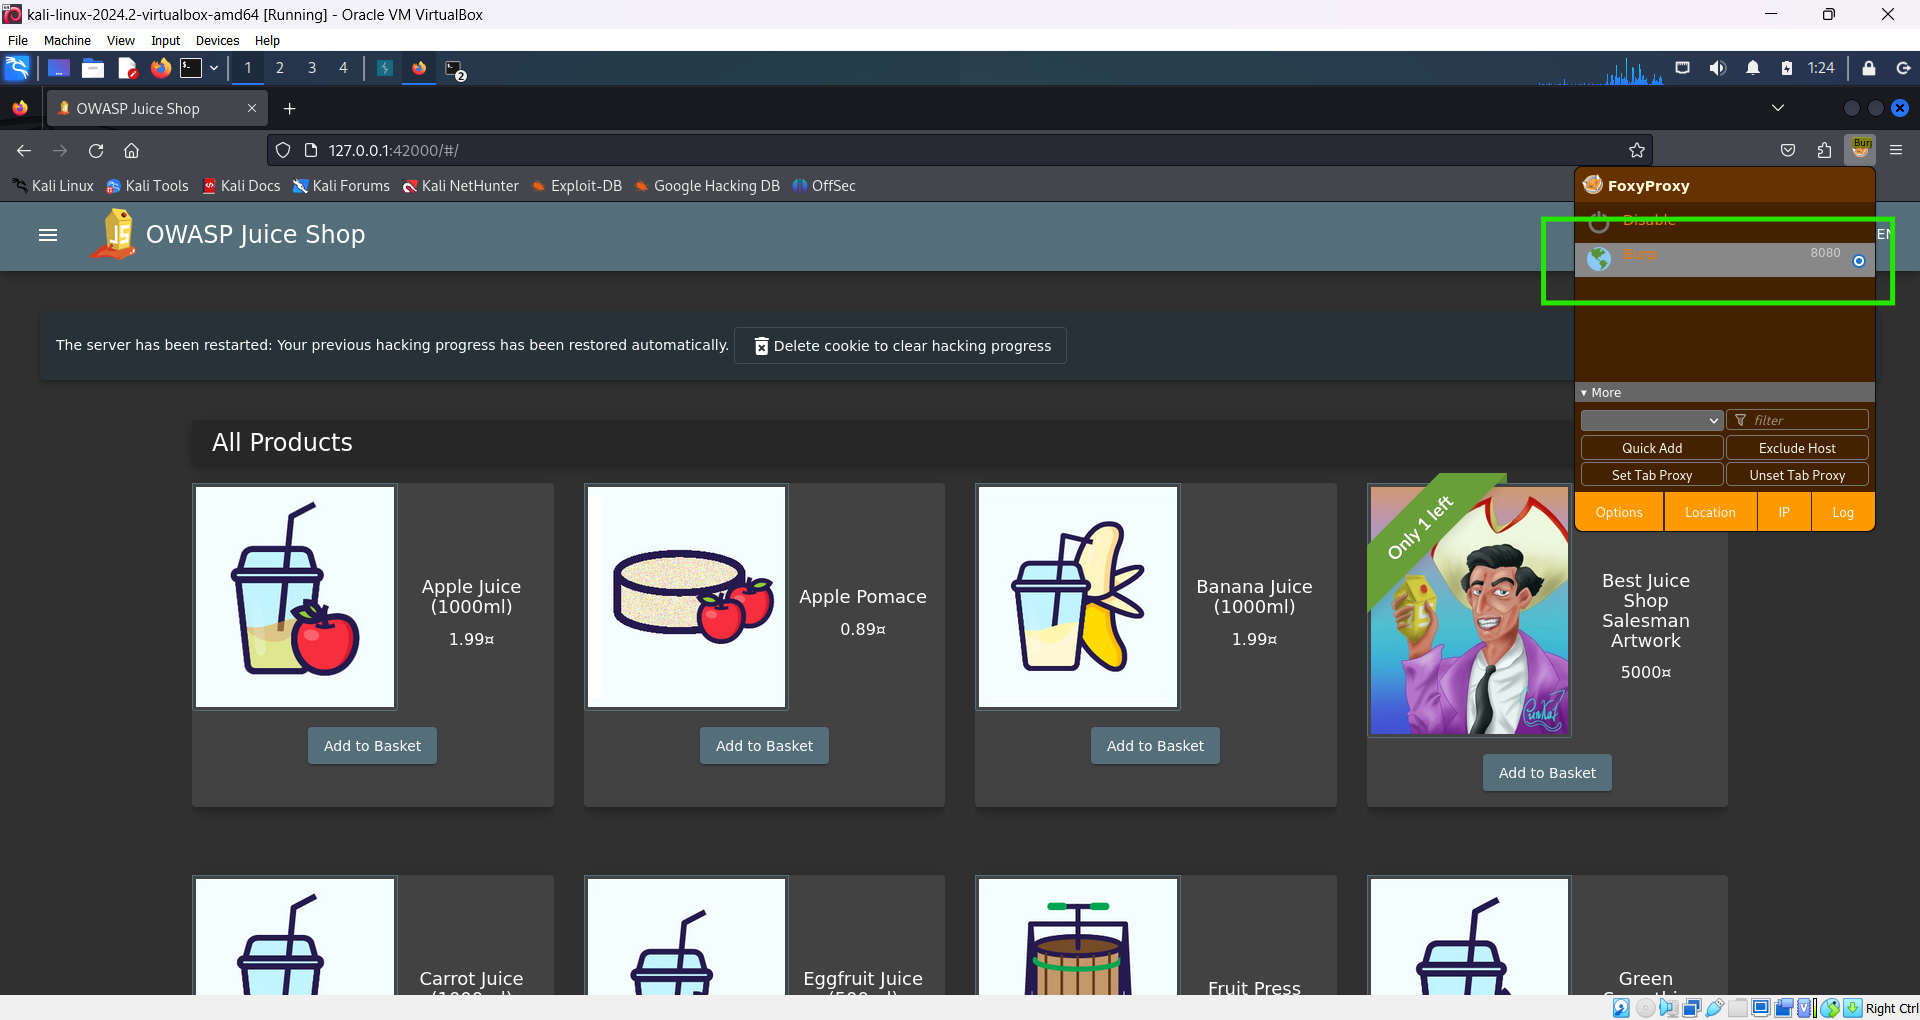 kali-linux-2024.2-virtualbox-amd64 [Running] - Oracle VM VirtualBox
File Machine View Input Devices Help
1 2 3 4 2 1:24
OWASP Juice Shop
127.0.0.1:42000/#/
Burp
Kali Linux Kali Tools Kali Docs Kali Forums Kali NetHunter Exploit-DB Google Hacking DB OffSec
FoxyProxy
Disable
Burp 8080
OWASP Juice Shop
EN
The server has been restarted: Your previous hacking progress has been restored automatically. Delete cookie to clear hacking progress
More
filter
Quick Add Exclude Host
Set Tab Proxy Unset Tab Proxy
Options Location IP Log
All Products
Apple Juice
(1000ml)
1.99¤
Add to Basket
Apple Pomace
0.89¤
Add to Basket
Banana Juice
(1000ml)
1.99¤
Add to Basket
Only 1 left
Best Juice
Shop
Salesman
Artwork
5000¤
Add to Basket
Carrot Juice
(1000ml)
Eggfruit Juice
(500ml)
Fruit Press
Green
Smoothie
Right Ctrl